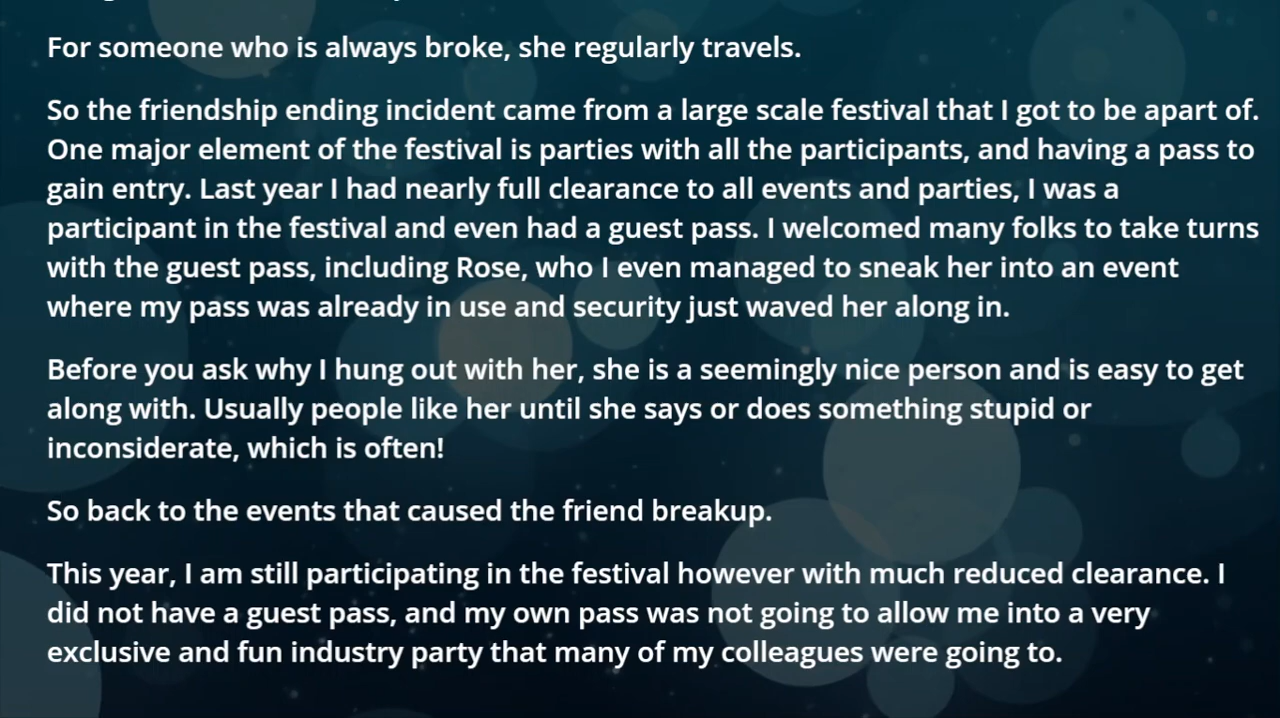 For someone who is always broke, she regularly travels.
So the friendship ending incident came from a large scale festival that I got to be apart of.
One major element of the festival is parties with all the participants, and having a pass to
gain entry. Last year I had nearly full clearance to all events and parties, I was a
participant in the festival and even had a guest pass. I welcomed many folks to take turns
with the guest pass, including Rose, who I even managed to sneak her into an event
where my pass was already in use and security just waved her along in.
Before you ask why I hung out with her, she is a seemingly nice person and is easy to get
along with. Usually people like her until she says or does something stupid or
inconsiderate, which is often!
So back to the events that caused the friend breakup.
This year, I am still participating in the festival however with much reduced clearance. I
did not have a guest pass, and my own pass was not going to allow me into a very
exclusive and fun industry party that many of my colleagues were going to.